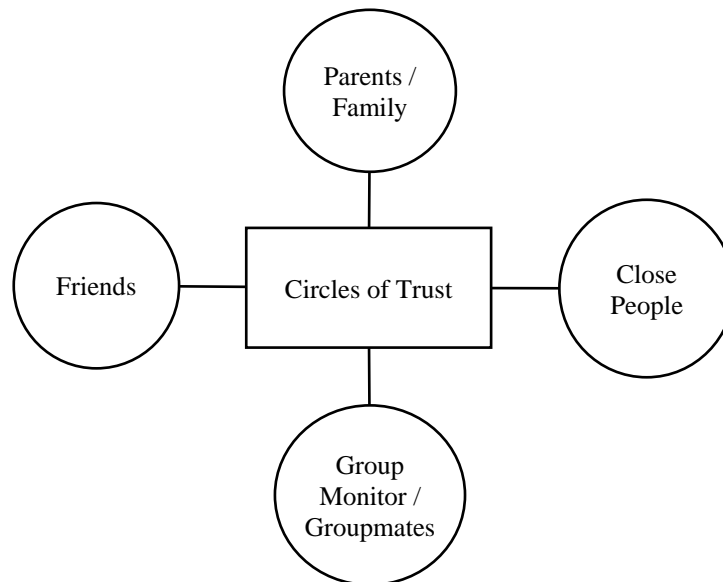 Parents /
Family
Friends
Circles of Trust
Close
People
Group
Monitor /
Groupmates